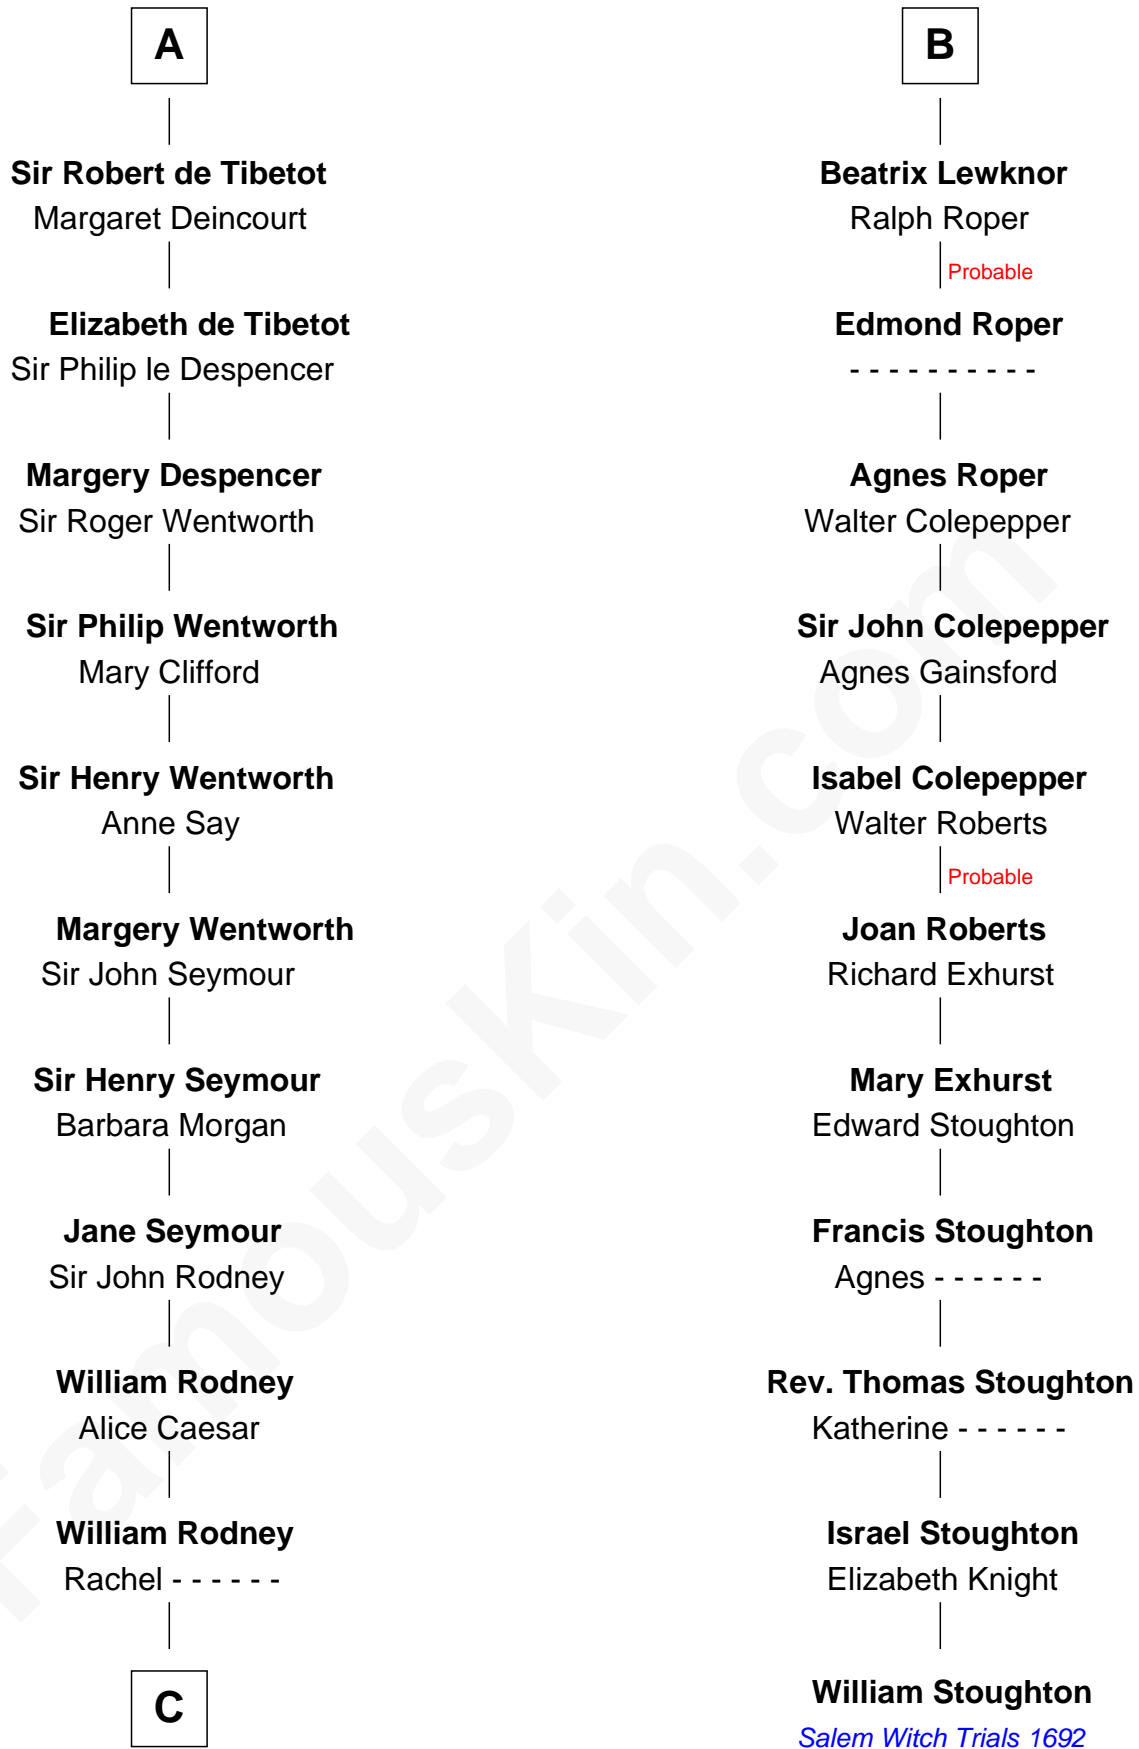 A
Sir Robert de Tibetot
Margaret Deincourt
Elizabeth de Tibetot
Sir Philip le Despencer
Margery Despencer
Sir Roger Wentworth
Sir Philip Wentworth
Mary Clifford
Sir Henry Wentworth
Anne Say
Margery Wentworth
Sir John Seymour
Sir Henry Seymour
Barbara Morgan
Jane Seymour
Sir John Rodney
William Rodney
Alice Caesar
William Rodney
Rachel - - - - - -
C
B
Beatrix Lewknor
Ralph Roper
Probable
Edmond Roper
- - - - - - - - - -
Agnes Roper
Walter Colepepper
Sir John Colepepper
Agnes Gainsford
Isabel Colepepper
Walter Roberts
Probable
Joan Roberts
Richard Exhurst
Mary Exhurst
Edward Stoughton
Francis Stoughton
Agnes - - - - - -
Rev. Thomas Stoughton
Katherine - - - - - -
Israel Stoughton
Elizabeth Knight
William Stoughton
Salem Witch Trials 1692
FamousKin.com